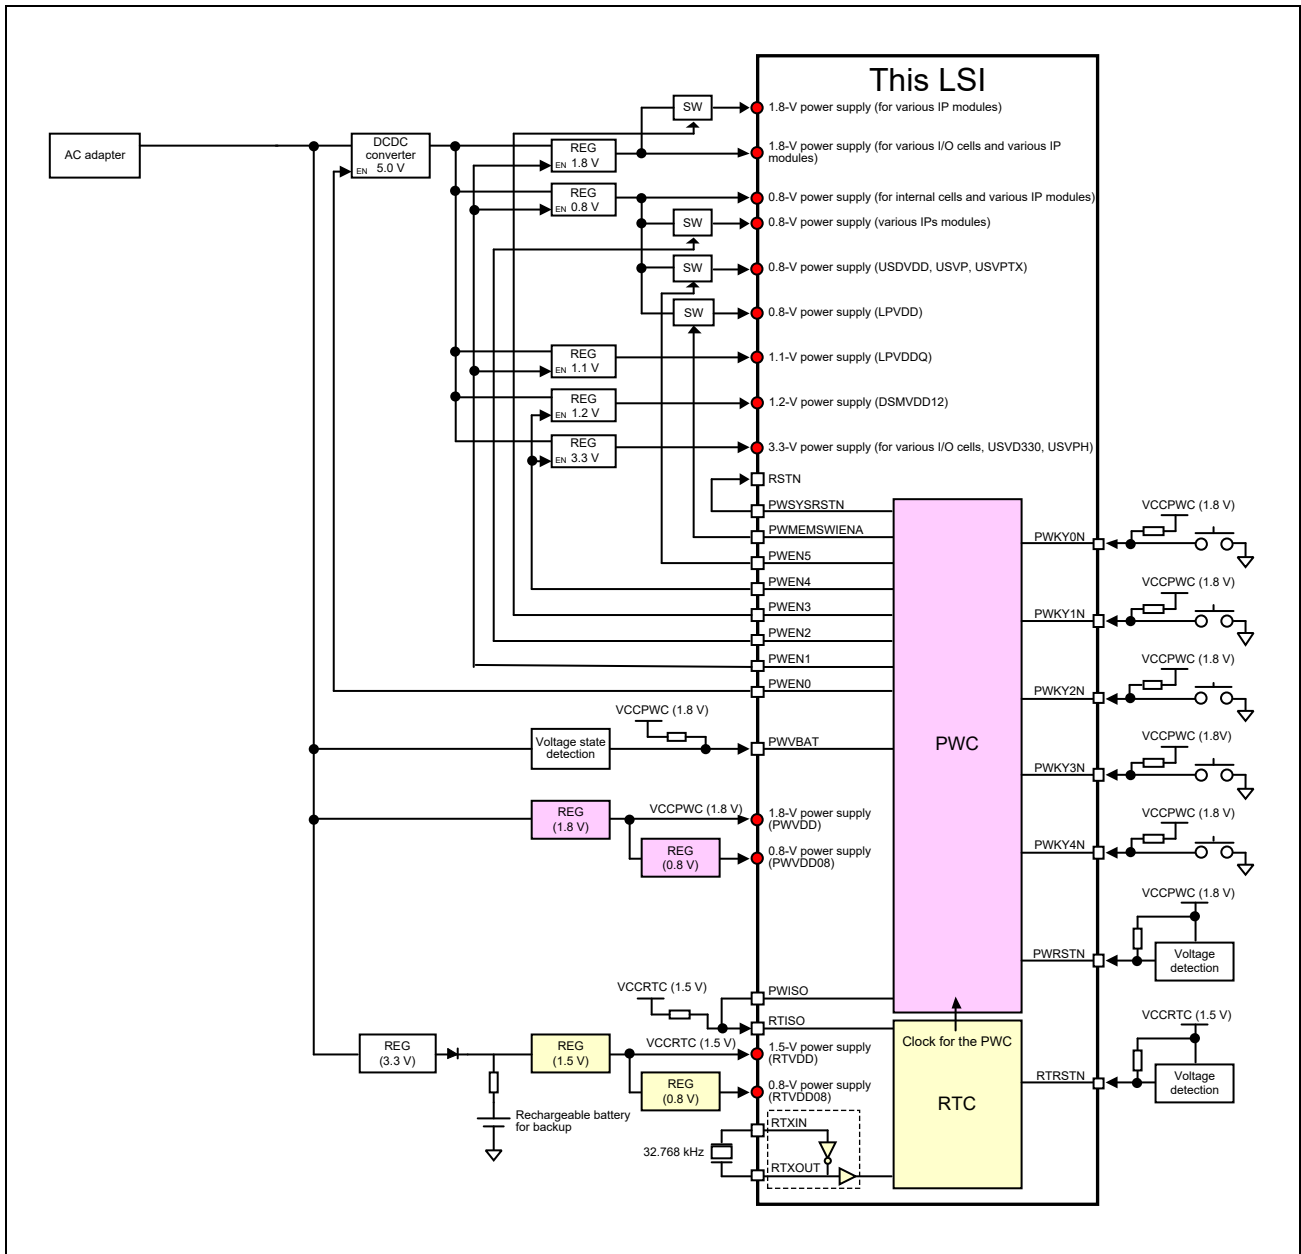 This LSI
AC adapter
DCDC
converter
5.0 V
EN
SW
REG
1.8 V
EN
REG
0.8 V
EN
SW
SW
SW
REG
1.1 V
EN
REG
1.2 V
EN
REG
3.3 V
EN
1.8-V power supply (for various IP modules)
1.8-V power supply (for various I/O cells and various IP
modules)
0.8-V power supply (for internal cells and various IP modules)
0.8-V power supply (various IPs modules)
0.8-V power supply (USDVDD, USVP, USVPTX)
0.8-V power supply (LPVDD)
1.1-V power supply (LPVDDQ)
1.2-V power supply (DSMVDD12)
3.3-V power supply (for various I/O cells, USVD330, USVPH)
RSTN
PWSYSRSTN
PWMEMSWIENA
PWEN5
PWEN4
PWEN3
PWEN2
PWEN1
PWEN0
VCCPWC (1.8 V)
Voltage state
detection
PWVBAT
PWC
REG
(1.8 V)
VCCPWC (1.8 V)
1.8-V power supply
(PWVDD)
REG
(0.8 V)
0.8-V power supply
(PWVDD08)
VCCPWC (1.8 V)
PWKY0N
VCCPWC (1.8 V)
PWKY1N
VCCPWC (1.8 V)
PWKY2N
VCCPWC (1.8V)
PWKY3N
VCCPWC (1.8 V)
PWKY4N
VCCPWC (1.8 V)
PWRSTN
Voltage
detection
VCCRTC (1.5 V)
PWISO
RTISO
Clock for the PWC
REG
(3.3 V)
REG
(1.5 V)
VCCRTC (1.5 V)
1.5-V power supply
(RTVDD)
REG
(0.8 V)
0.8-V power supply
(RTVDD08)
Rechargeable battery
for backup
32.768 kHz
RTXIN
RTXOUT
RTC
VCCRTC (1.5 V)
RTRSTN
Voltage
detection